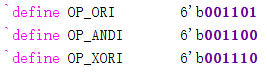 `define OP_ORI 6'b001101
`define OP_ANDI 6'b001100
`define OP_XORI 6'b001110